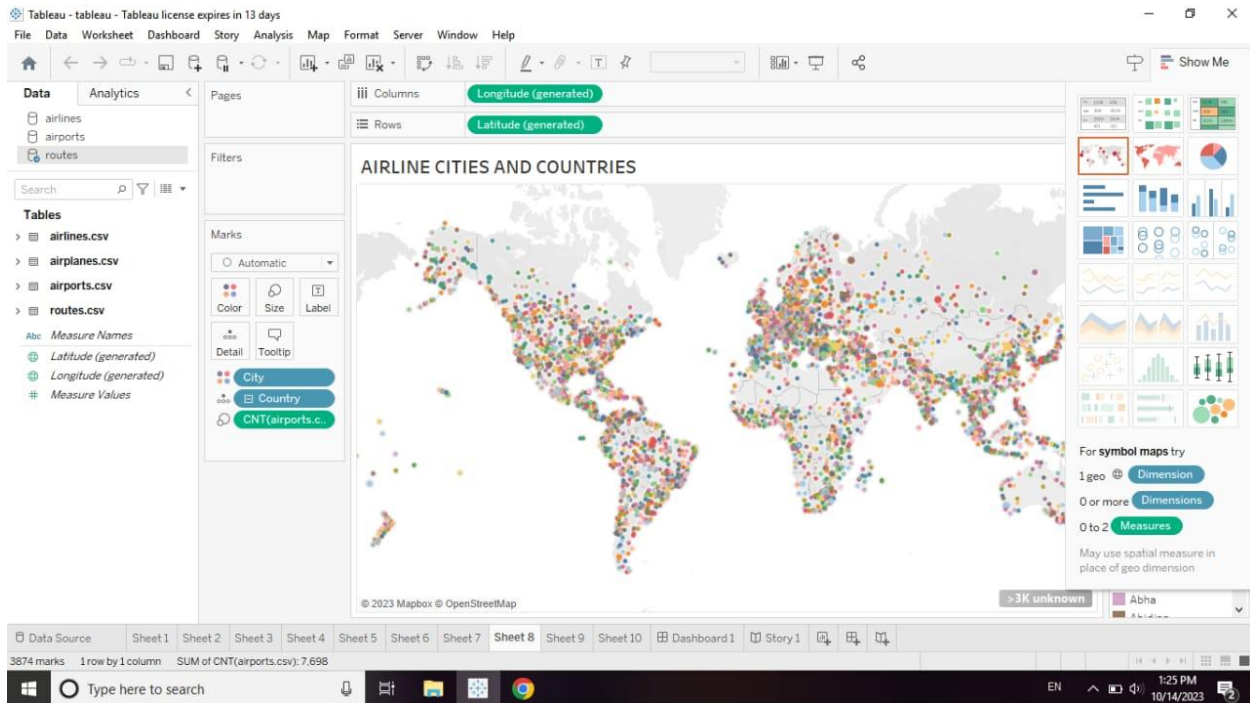 Tableau - tableau - Tableau license expires in 13 days
File Data Worksheet Dashboard Story Analysis Map Format Server Window Help
Show Me
Data Analytics
airlines
airports
routes
Search
Tables
airlines.csv
airplanes.csv
airports.csv
routes.csv
Abc Measure Names
Latitude (generated)
Longitude (generated)
# Measure Values
Pages
Filters
Marks
Automatic
Color Size Label
Detail Tooltip
City
Country
CNT(airports.c..
iii Columns Longitude (generated)
Rows Latitude (generated)
AIRLINE CITIES AND COUNTRIES
© 2023 Mapbox © OpenStreetMap
>3K unknown
For symbol maps try
1 geo Dimension
0 or more Dimensions
0 to 2 Measures
May use spatial measure in
place of geo dimension
Abha
Data Source Sheet 1 Sheet 2 Sheet 3 Sheet 4 Sheet 5 Sheet 6 Sheet 7 Sheet 8 Sheet 9 Sheet 10 Dashboard 1 Story 1
3874 marks 1 row by 1 column SUM of CNT(airports.csv): 7,698
Type here to search
EN
1:25 PM
10/14/2023
2